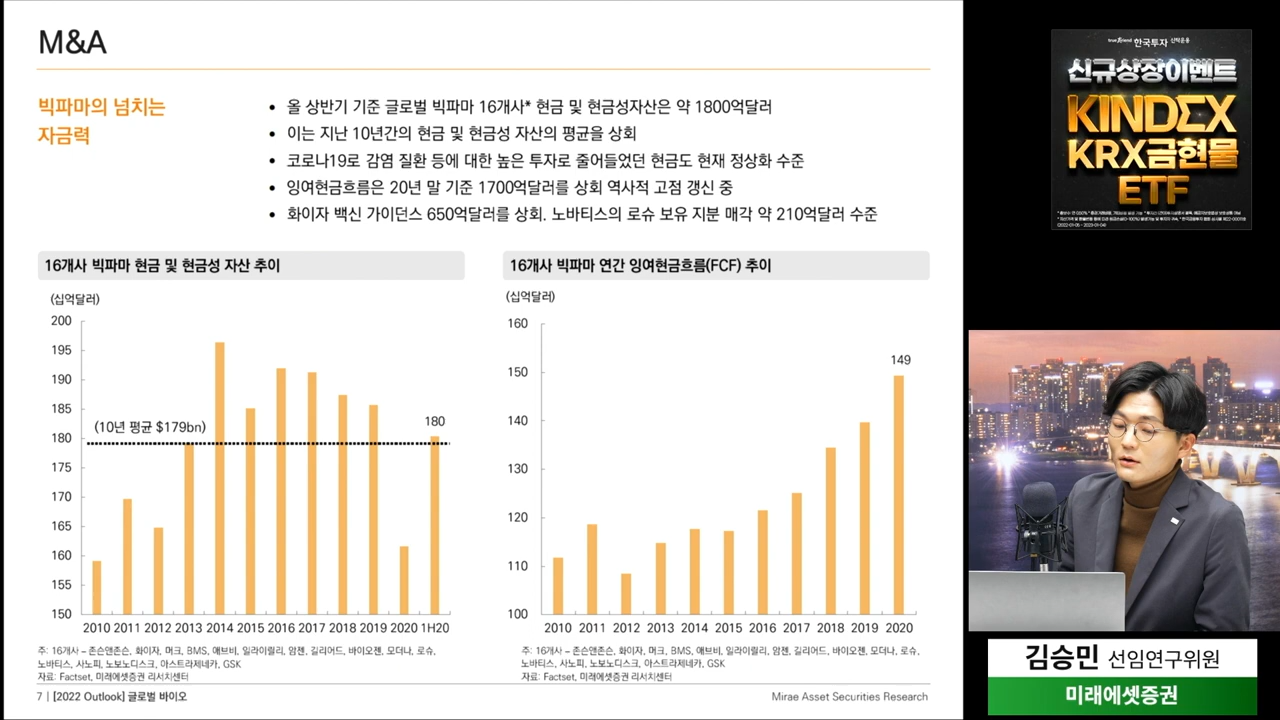 M&A
빅파마의 넘치는
자금력
• 올 상반기 기준 글로벌 빅파마 16개사* 현금 및 현금성자산은 약 1800억달러
• 이는 지난 10년간의 현금 및 현금성 자산의 평균을 상회
• 코로나19로 감염 질환 등에 대한 높은 투자로 줄어들었던 현금도 현재 정상화 수준
• 잉여현금흐름은 20년 말 기준 1700억달러를 상회 역사적 고점 갱신 중
• 화이자 백신 가이던스 650억달러를 상회. 노바티스의 로슈 보유 지분 매각 약 210억달러 수준
16개사 빅파마 현금 및 현금성 자산 추이
(십억달러)
200
195
190
185
180
175
170
165
160
155
150
(10년 평균 $179bn)
180
2010 2011 2012 2013 2014 2015 2016 2017 2018 2019 2020 1H20
주: 16개사 – 존슨앤존슨, 화이자, 머크, BMS, 애브비, 일라이릴리, 암젠, 길리어드, 바이오젠, 모더나, 로슈,
노바티스, 사노피, 노보노디스크, 아스트라제네카, GSK
자료: Factset, 미래에셋증권 리서치센터
16개사 빅파마 연간 잉여현금흐름(FCF) 추이
(십억달러)
160
150
140
130
120
110
100
149
2010 2011 2012 2013 2014 2015 2016 2017 2018 2019 2020
주: 16개사 – 존슨앤존슨, 화이자, 머크, BMS, 애브비, 일라이릴리, 암젠, 길리어드, 바이오젠, 모더나, 로슈,
노바티스, 사노피, 노보노디스크, 아스트라제네카, GSK
자료: Factset, 미래에셋증권 리서치센터
7 | [2022 Outlook] 글로벌 바이오
Mirae Asset Securities Research
한국투자 신탁운용
신규상장이벤트
KINDEX
KRX금현물
ETF
김승민 선임연구위원
미래에셋증권